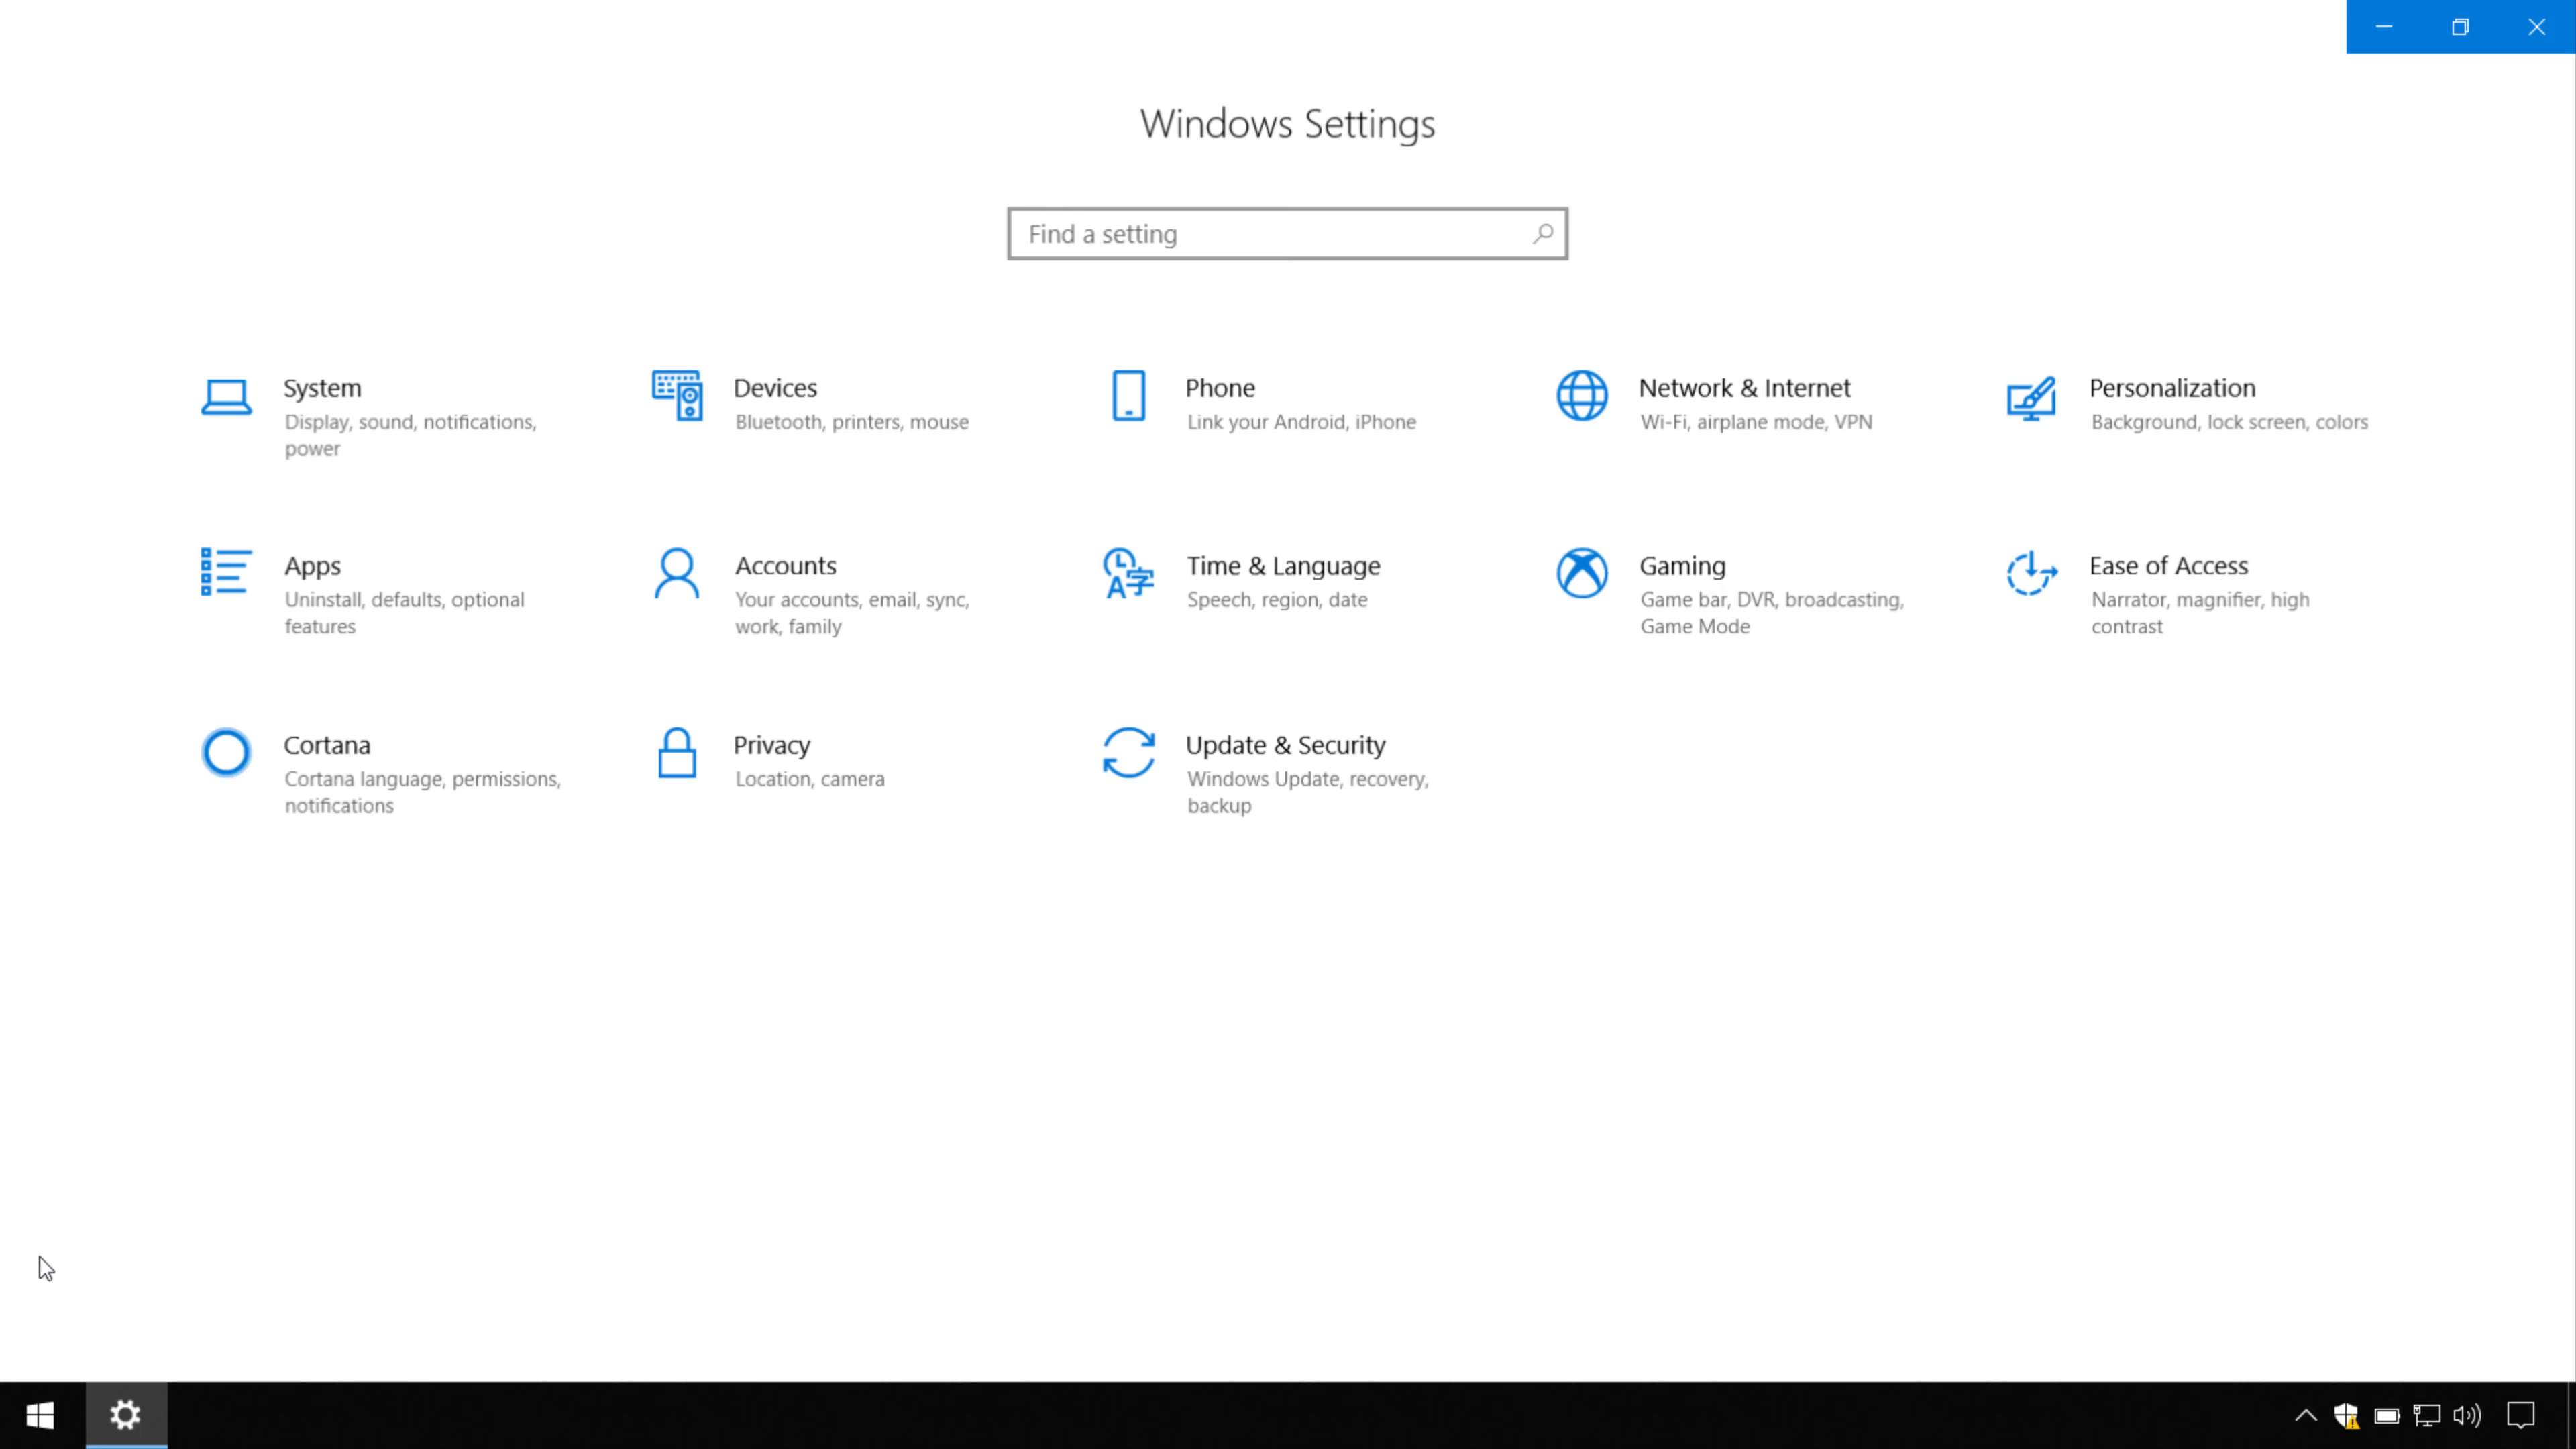 Windows Settings
Find a setting
System
Display, sound, notifications,
power
Devices
Bluetooth, printers, mouse
Phone
Link your Android, iPhone
Network & Internet
Wi-Fi, airplane mode, VPN
Personalization
Background, lock screen, colors
Apps
Uninstall, defaults, optional
features
Accounts
Your accounts, email, sync,
work, family
Time & Language
Speech, region, date
Gaming
Game bar, DVR, broadcasting,
Game Mode
Ease of Access
Narrator, magnifier, high
contrast
Cortana
Cortana language, permissions,
notifications
Privacy
Location, camera
Update & Security
Windows Update, recovery,
backup